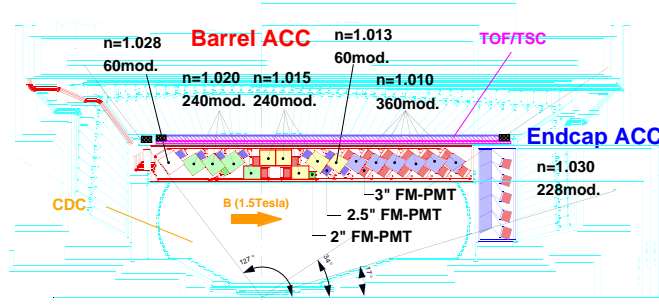 Barrel ACC
n=1.028
60mod.
n=1.020
240mod.
n=1.015
240mod.
n=1.013
60mod.
n=1.010
360mod.
TOF/TSC
Endcap ACC
n=1.030
228mod.
3" FM-PMT
2.5" FM-PMT
2" FM-PMT
CDC
B (1.5Tesla)
127°
34°
17°